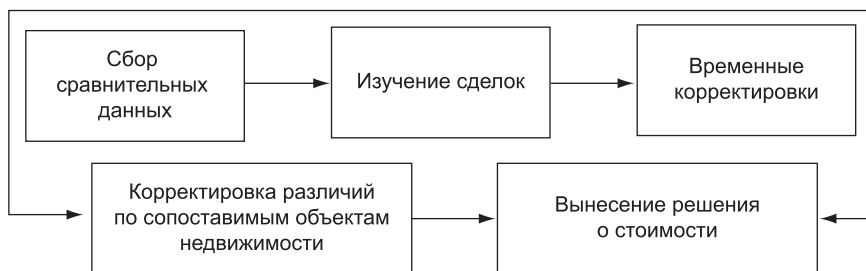 Сбор
сравнительных
данных
Изучение сделок
Временные
корректировки
Корректировка различий
по сопоставимым объектам
недвижимости
Вынесение решения
о стоимости